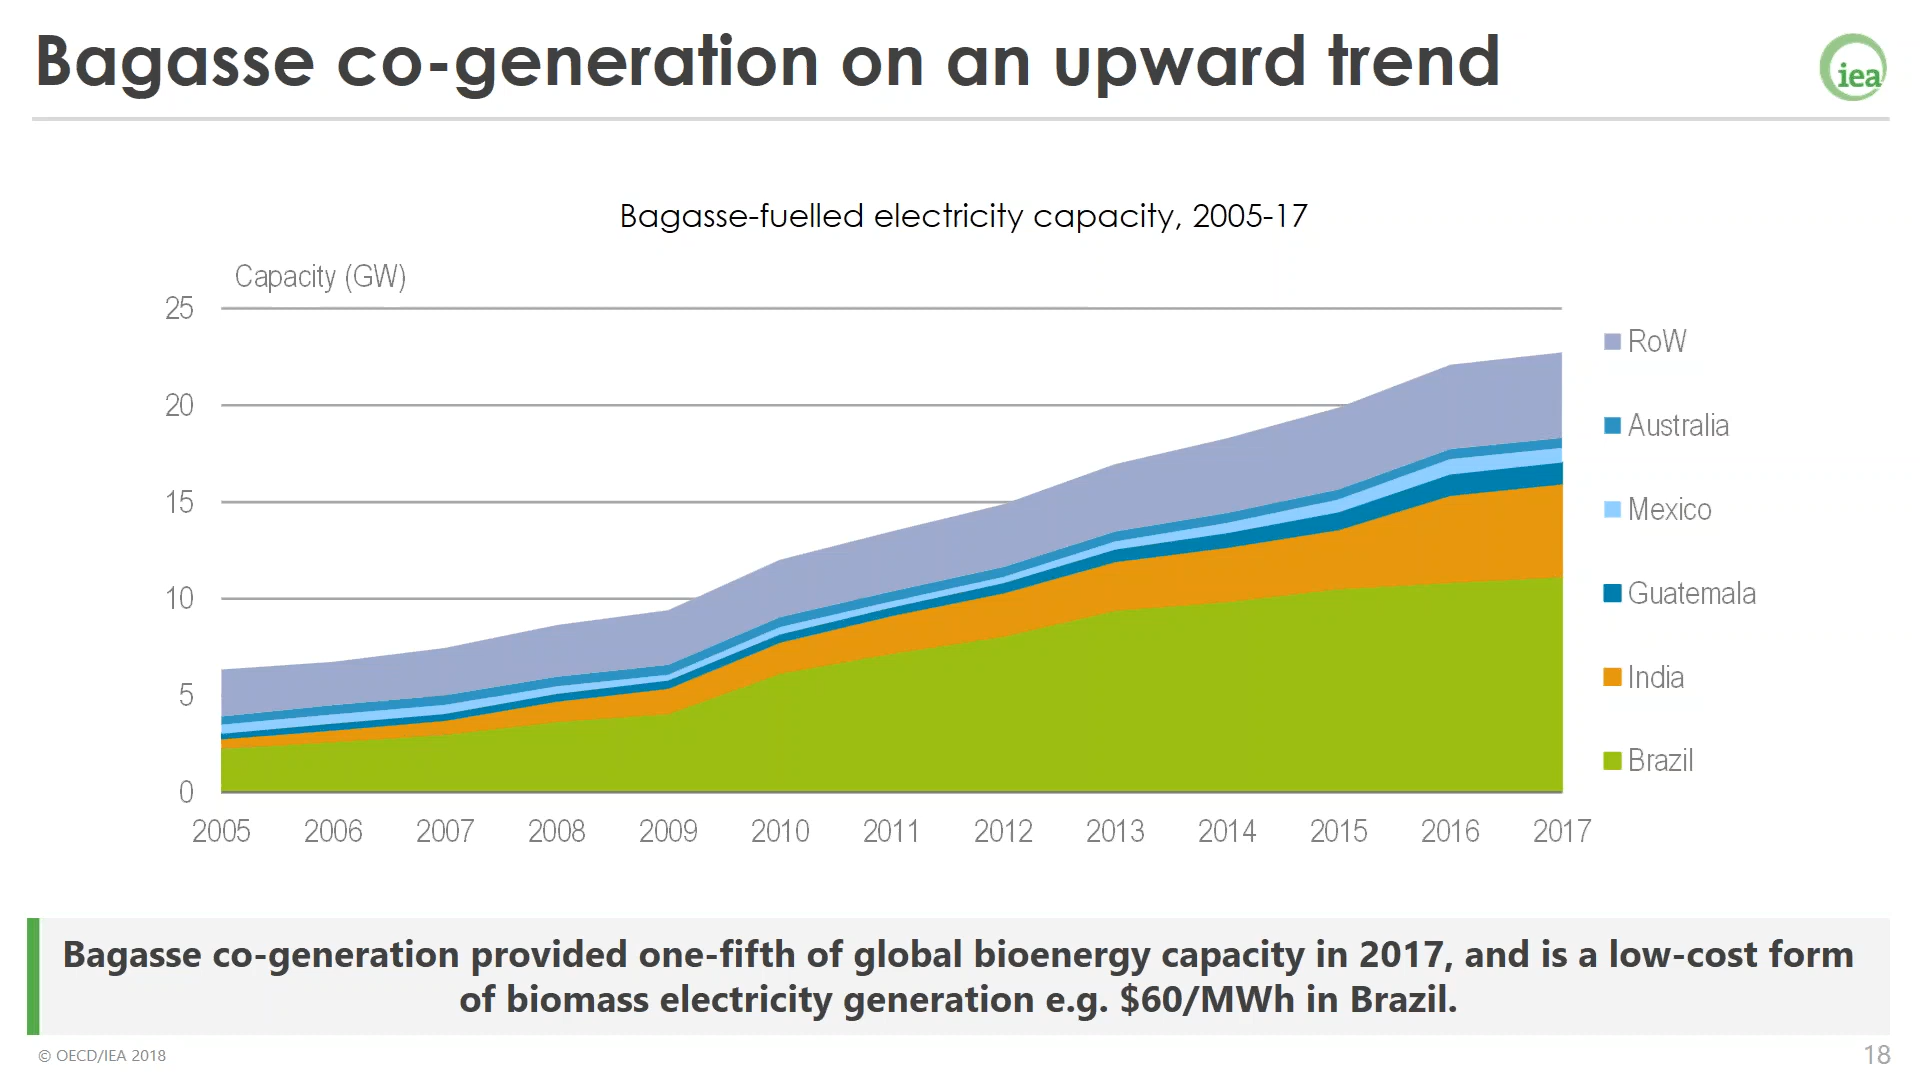 Bagasse co-generation on an upward trend
iea
Bagasse-fuelled electricity capacity, 2005-17
Capacity (GW)
25
20
15
10
5
0
2005 2006 2007 2008 2009 2010 2011 2012 2013 2014 2015 2016 2017
RoW
Australia
Mexico
Guatemala
India
Brazil
Bagasse co-generation provided one-fifth of global bioenergy capacity in 2017, and is a low-cost form
of biomass electricity generation e.g. $60/MWh in Brazil.
© OECD/IEA 2018
18